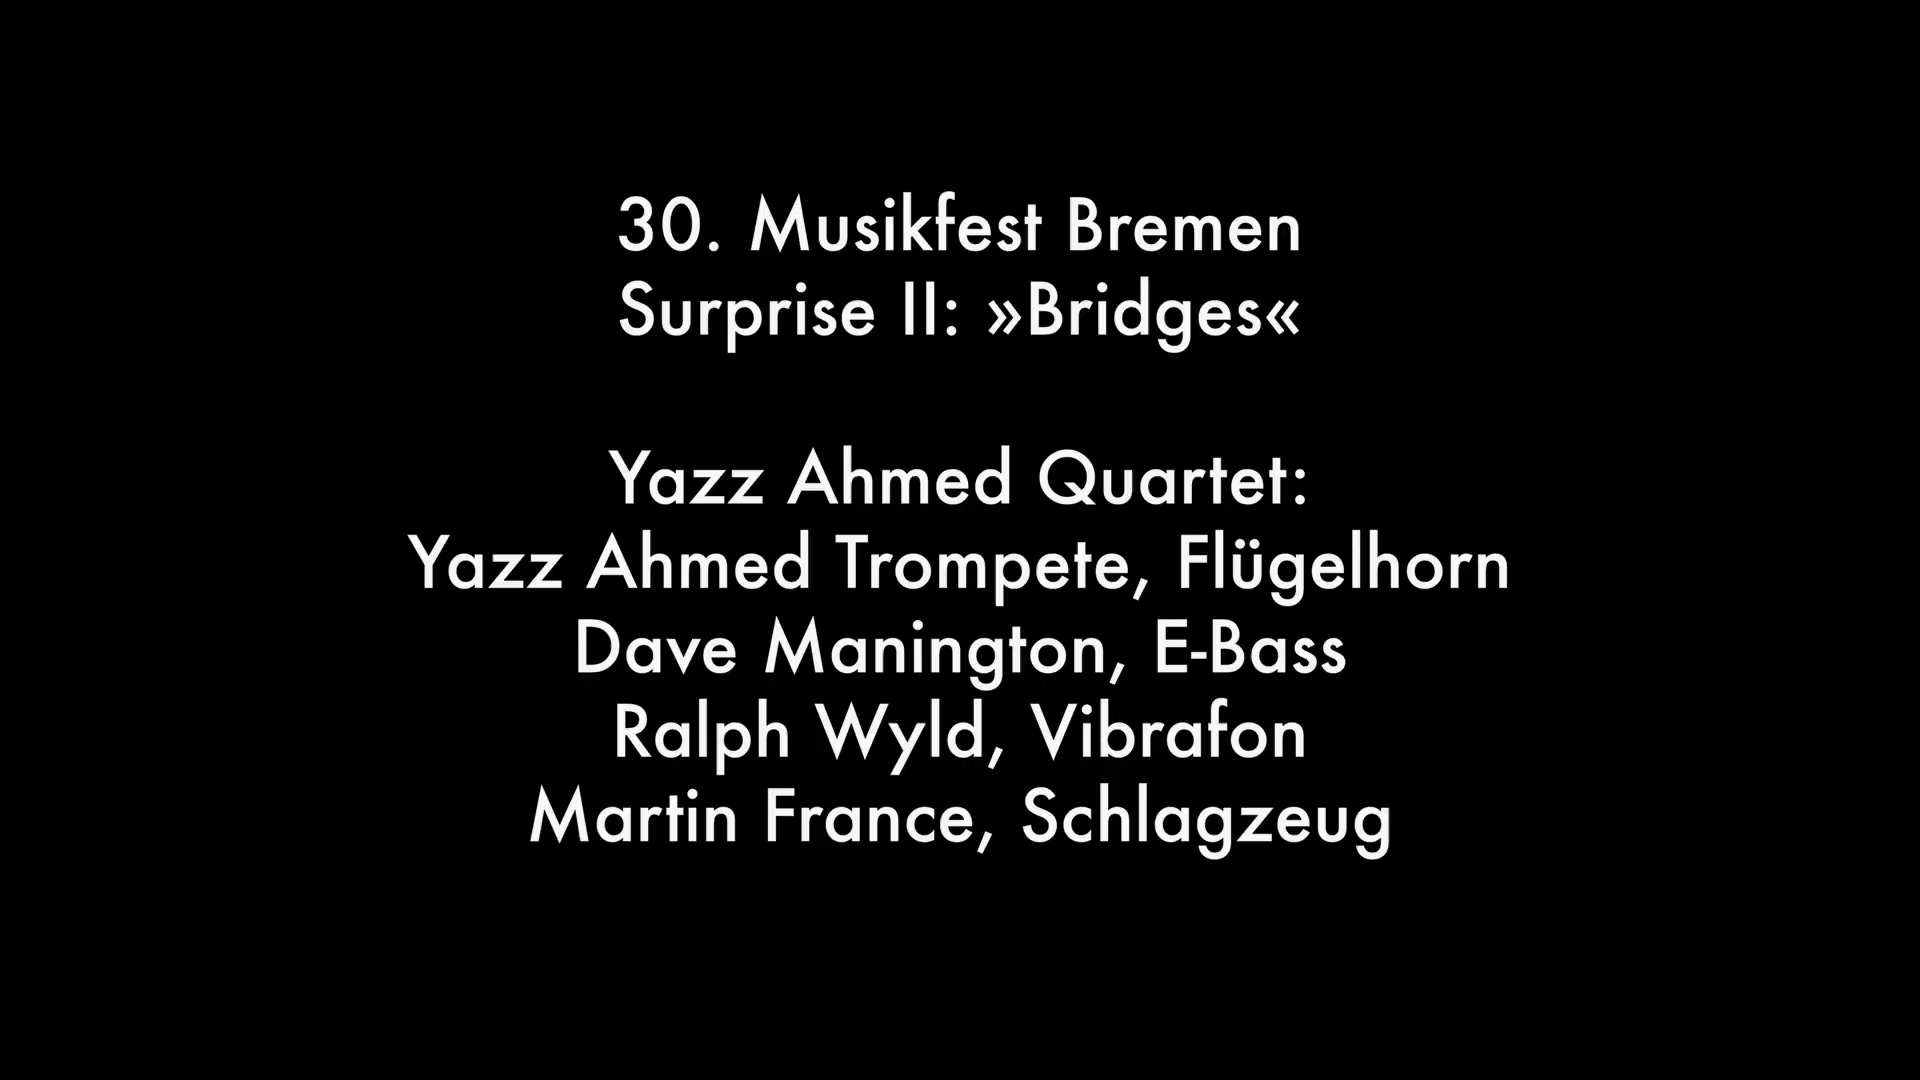 30. Musikfest Bremen
Surprise II: »Bridges«
Yazz Ahmed Quartet:
Yazz Ahmed Trompete, Flügelhorn
Dave Manington, E-Bass
Ralph Wyld, Vibrafon
Martin France, Schlagzeug